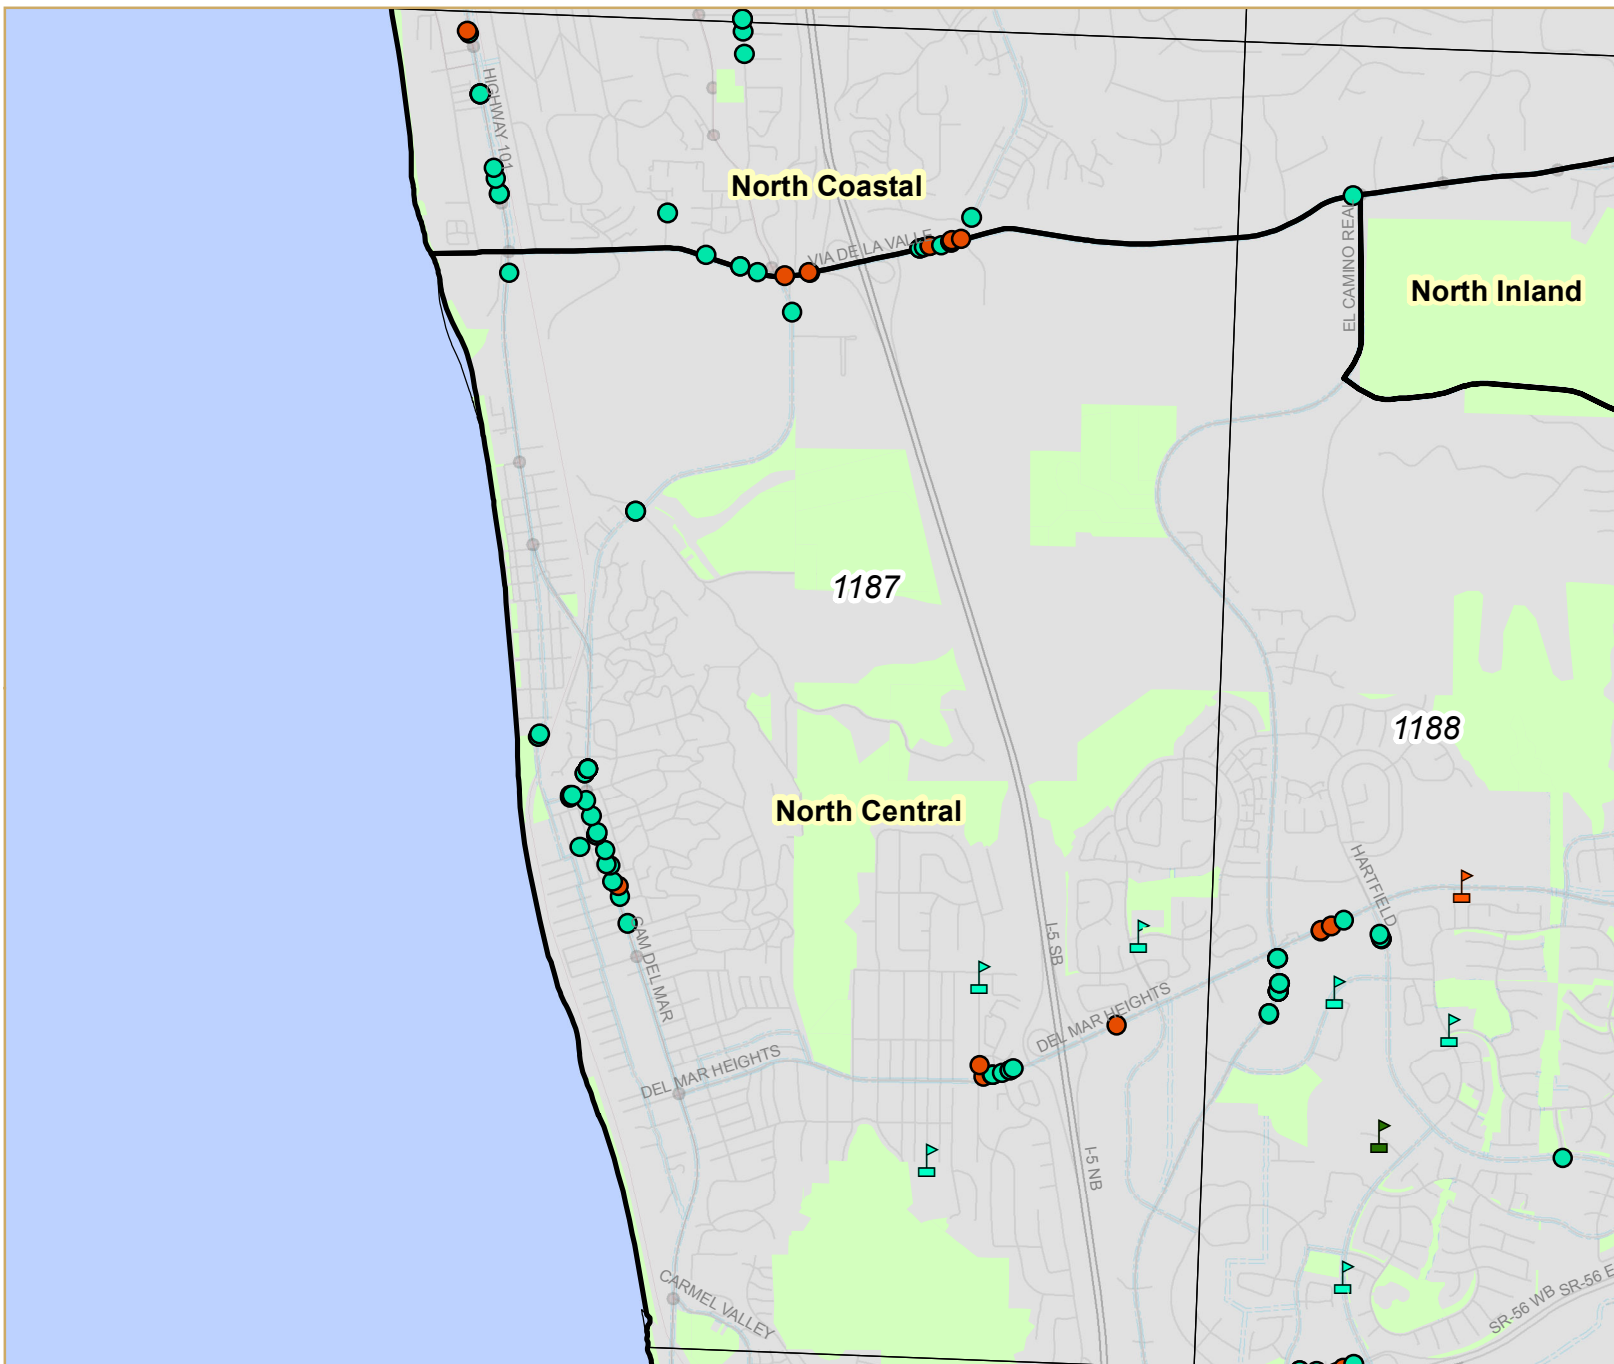 HIGHWAY 101
North Coastal
VIA DE LA VALLE
EL CAMINO REAL
North Inland
1187
1188
North Central
HARTFIELD
CAM DEL MAR
I-5 SB
DEL MAR HEIGHTS
DEL MAR HEIGHTS
I-5 NB
CARMEL VALLEY
SR-56 WB
SR-56 E